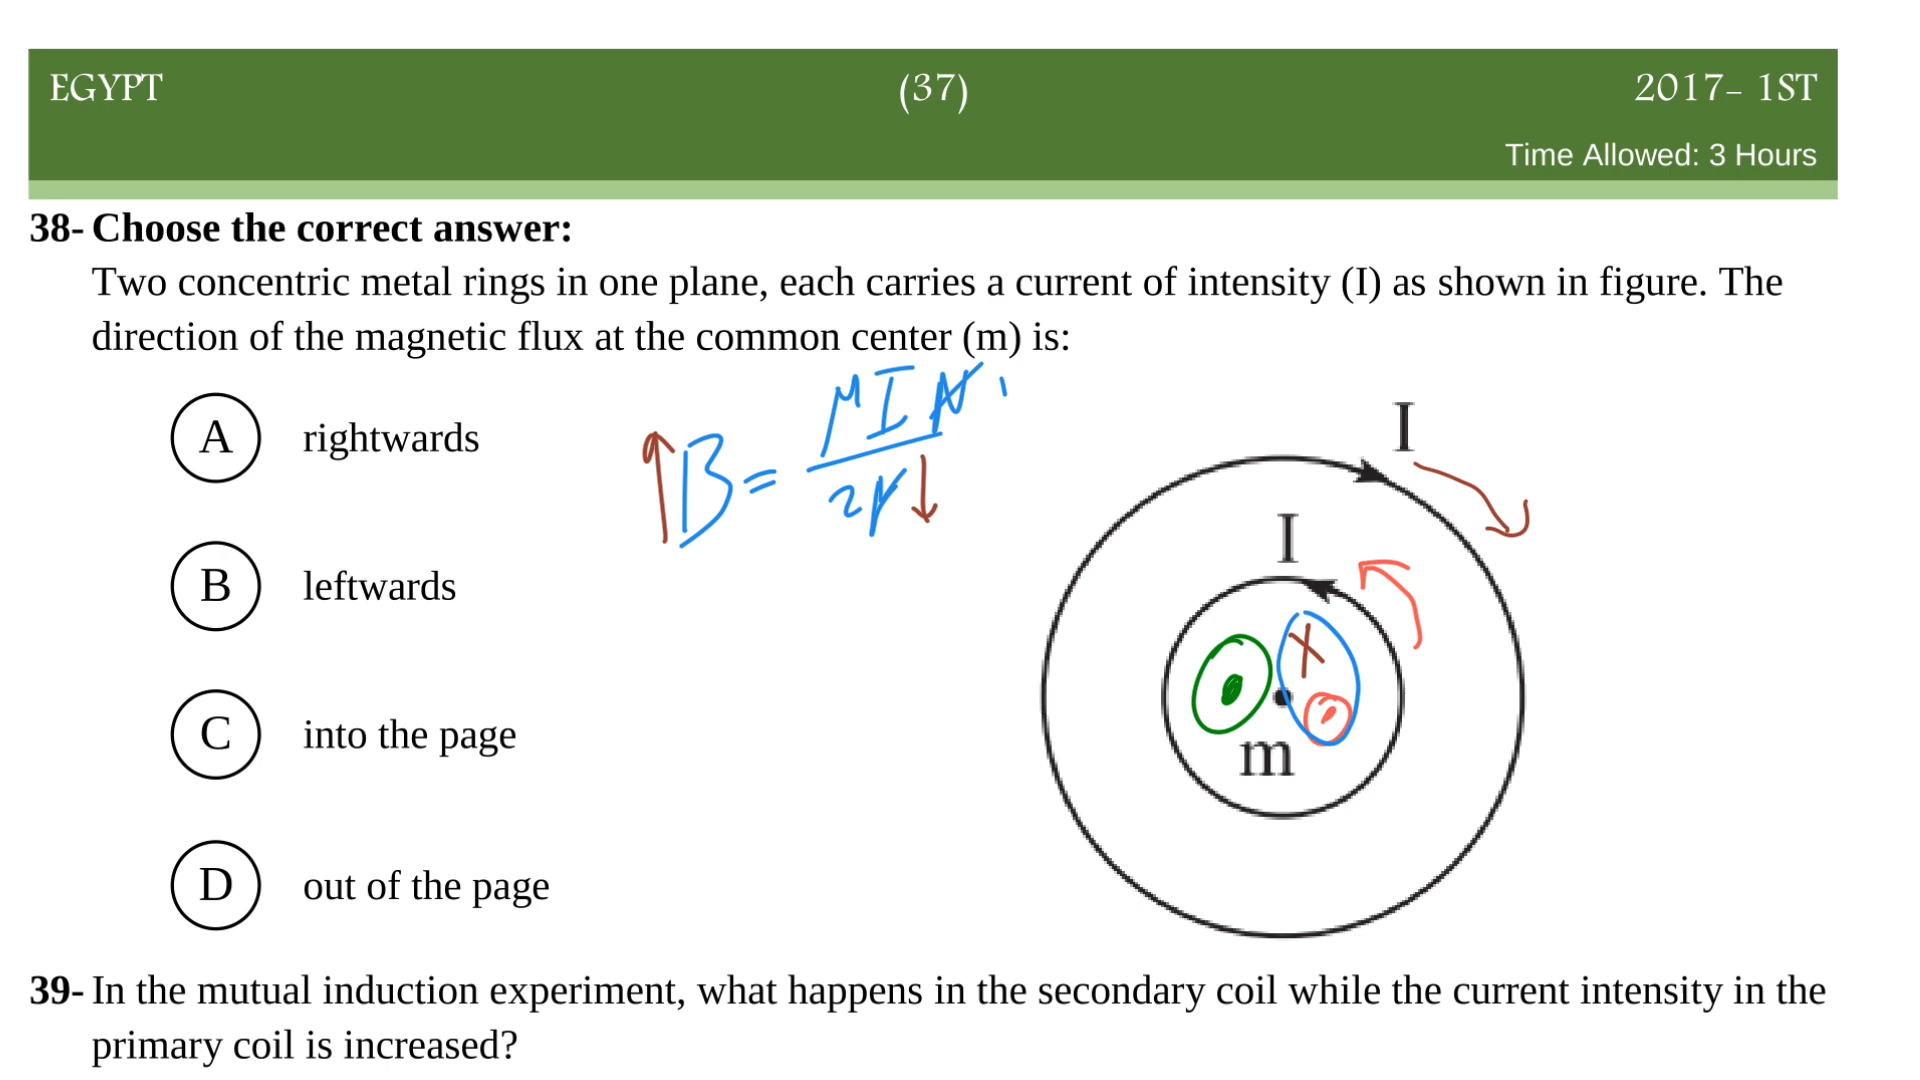 EGYPT (37) 2017- 1ST
Time Allowed: 3 Hours
38- Choose the correct answer:
Two concentric metal rings in one plane, each carries a current of intensity (I) as shown in figure. The
direction of the magnetic flux at the common center (m) is:
A rightwards
B leftwards
C into the page
D out of the page
B = μIN
2r
I
I
X
m
39- In the mutual induction experiment, what happens in the secondary coil while the current intensity in the
primary coil is increased?